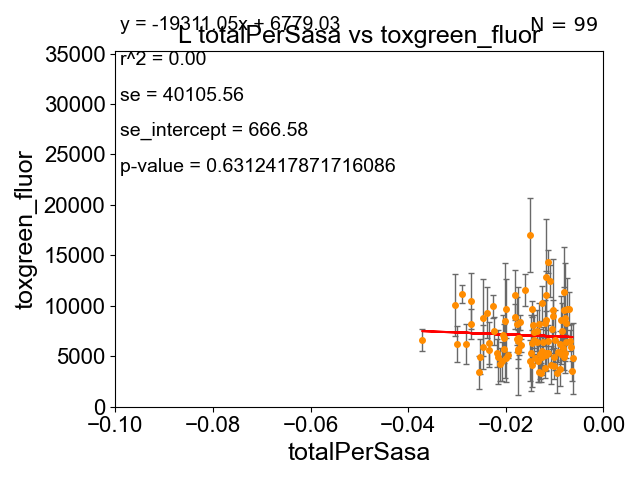 y = -19311.05x + 6779.03
N = 99
L totalPerSasa vs toxgreen_fluor
r^2 = 0.00
se = 40105.56
se_intercept = 666.58
p-value = 0.6312417871716086
35000
30000
25000
20000
15000
10000
5000
0
toxgreen_fluor
−0.10 −0.08 −0.06 −0.04 −0.02 0.00
totalPerSasa